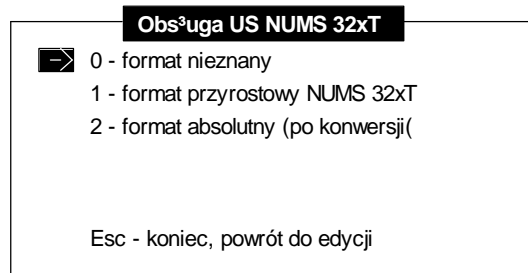 Obs³uga US NUMS 32xT
0 - format nieznany
1 - format przyrostowy NUMS 32xT
2 - format absolutny (po konwersji(
Esc - koniec, powrót do edycji